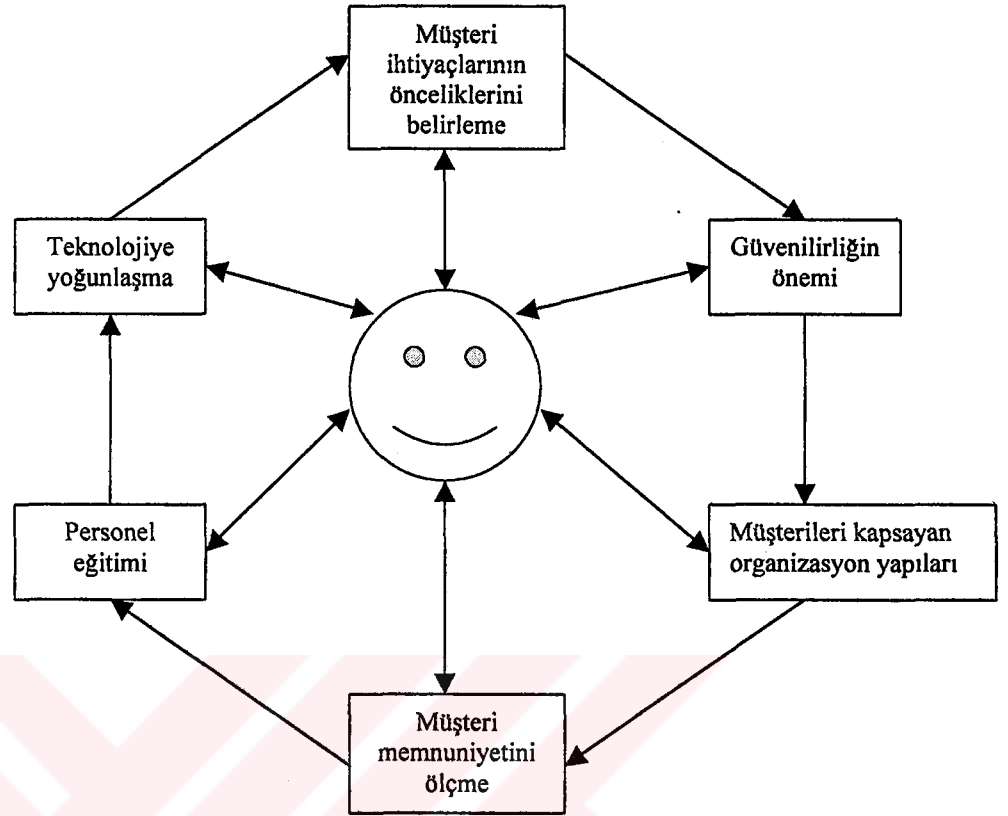 Müşteri
ihtiyaçlarının
önceliklerini
belirleme
Teknolojiye
yoğunlaşma
Güvenilirliğin
önemi
Personel
eğitimi
Müşterileri kapsayan
organizasyon yapıları
Müşteri
memnuniyetini
ölçme